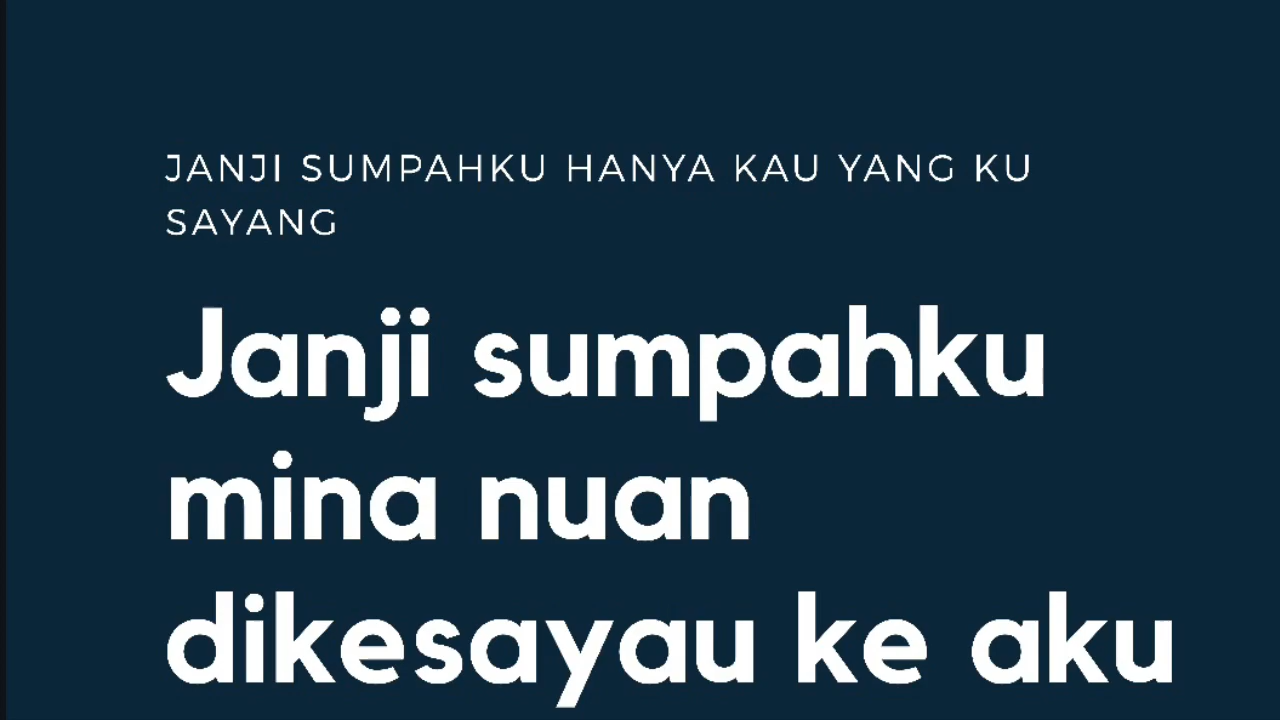 JANJI SUMPAHKU HANYA KAU YANG KU
SAYANG
Janji sumpahku
mina nuan
dikesayau ke aku